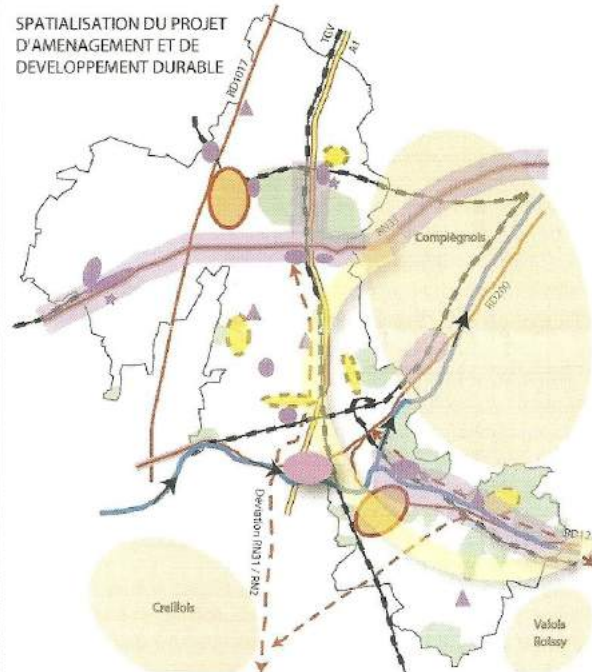 SPATIALISATION DU PROJET
D'AMENAGEMENT ET DE
DEVELOPPEMENT DURABLE
RD1017
TGV
A1
RN31
Compiègnois
RD200
Déviation RN31 / RN2
RD12
Creillois
Valois
Roissy